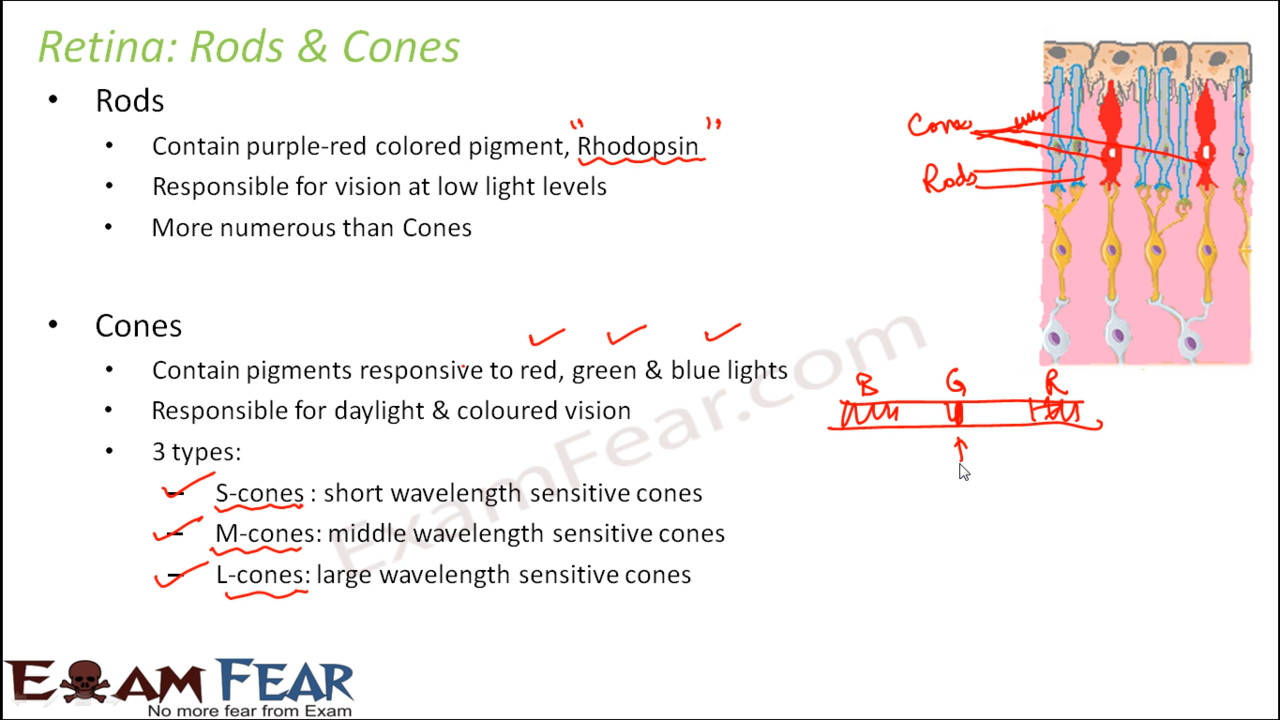 Retina: Rods & Cones
• Rods
• Contain purple-red colored pigment, "Rhodopsin"
• Responsible for vision at low light levels
• More numerous than Cones
• Cones
• Contain pigments responsive to red, green & blue lights
• Responsible for daylight & coloured vision
• 3 types:
– S-cones : short wavelength sensitive cones
– M-cones: middle wavelength sensitive cones
– L-cones: large wavelength sensitive cones
Cones
Rods
B G R
ExamFear.com
EXAM FEAR
No more fear from Exam